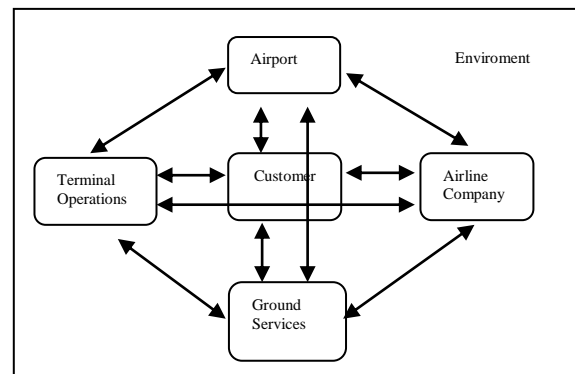 Airport
Enviroment
Terminal
Operations
Customer
Airline
Company
Ground
Services